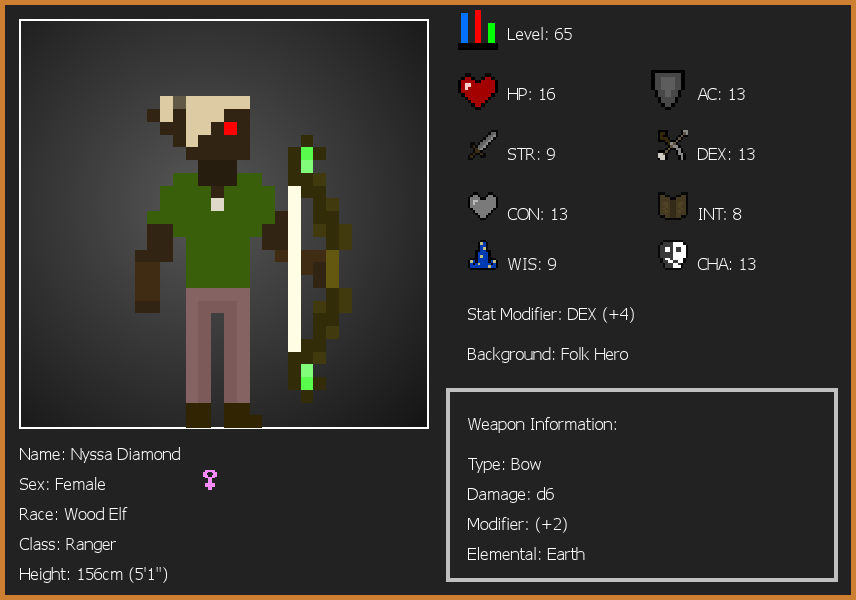 Level: 65
HP: 16
AC: 13
STR: 9
DEX: 13
CON: 13
INT: 8
WIS: 9
CHA: 13
Stat Modifier: DEX (+4)
Background: Folk Hero
Weapon Information:
Type: Bow
Damage: d6
Modifier: (+2)
Elemental: Earth
Name: Nyssa Diamond
Sex: Female
Race: Wood Elf
Class: Ranger
Height: 156cm (5'1")